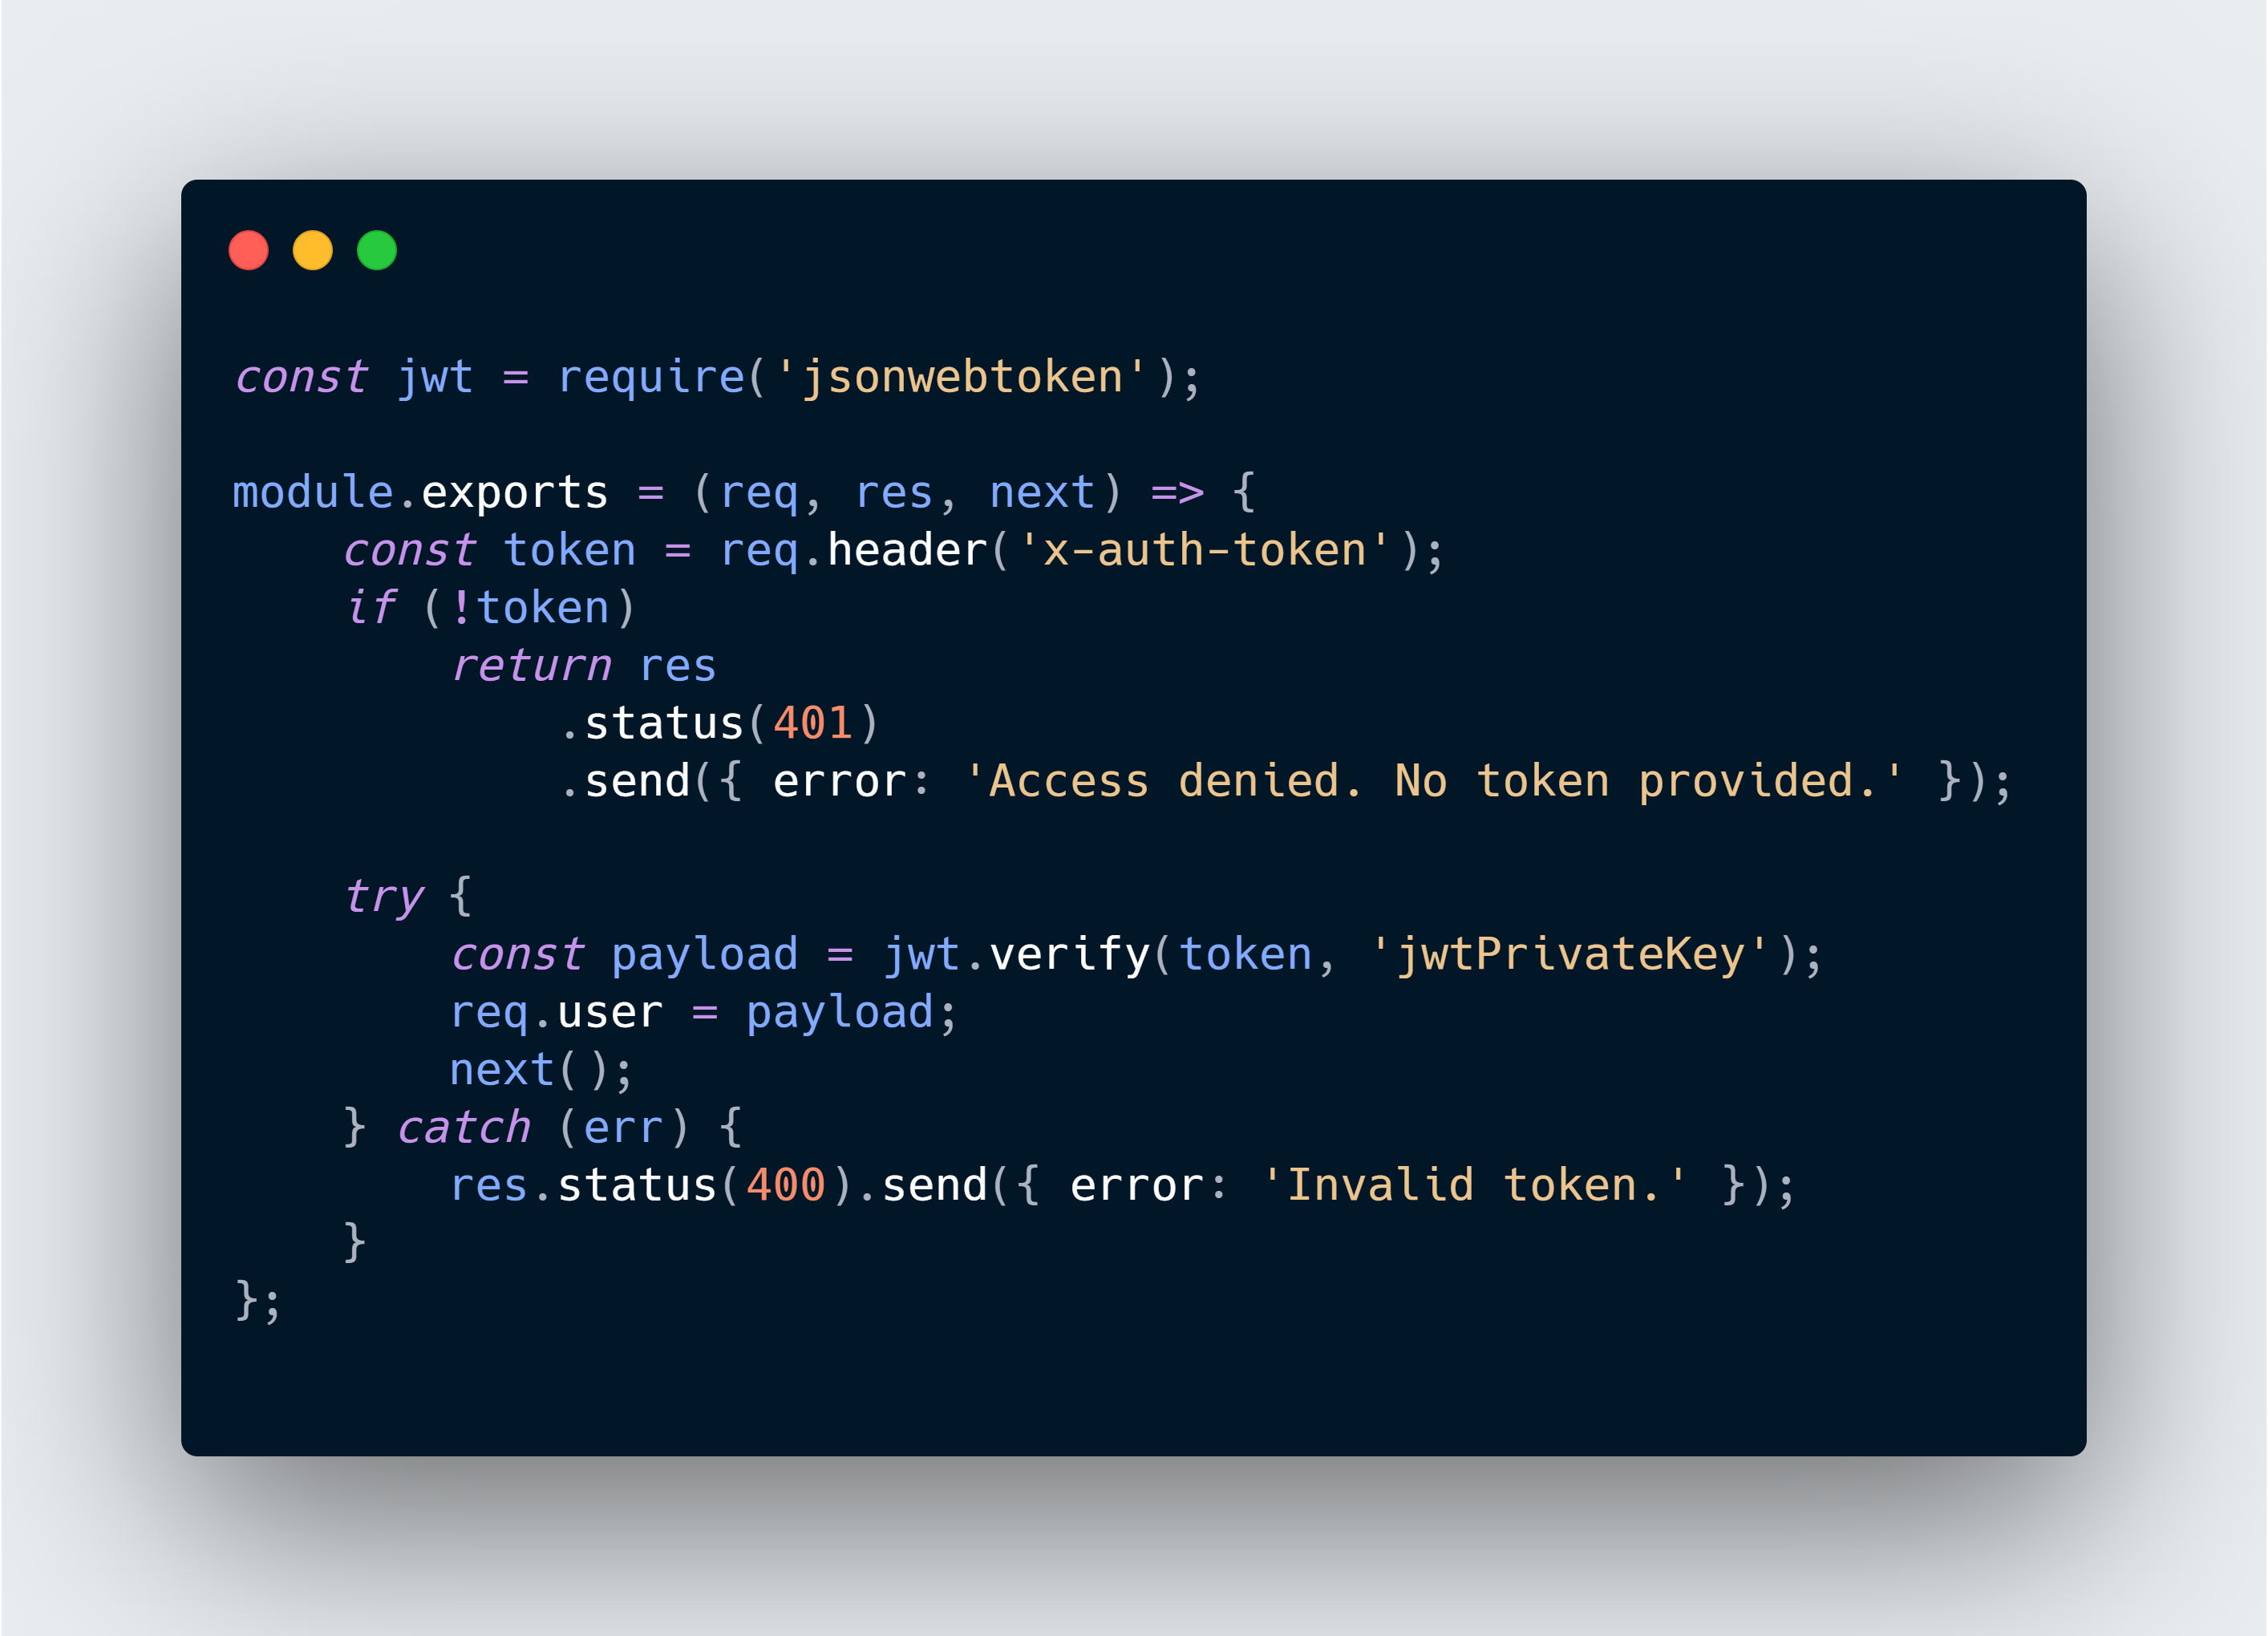 const jwt = require('jsonwebtoken');

module.exports = (req, res, next) => {
    const token = req.header('x-auth-token');
    if (!token)
        return res
            .status(401)
            .send({ error: 'Access denied. No token provided.' });

    try {
        const payload = jwt.verify(token, 'jwtPrivateKey');
        req.user = payload;
        next();
    } catch (err) {
        res.status(400).send({ error: 'Invalid token.' });
    }
};